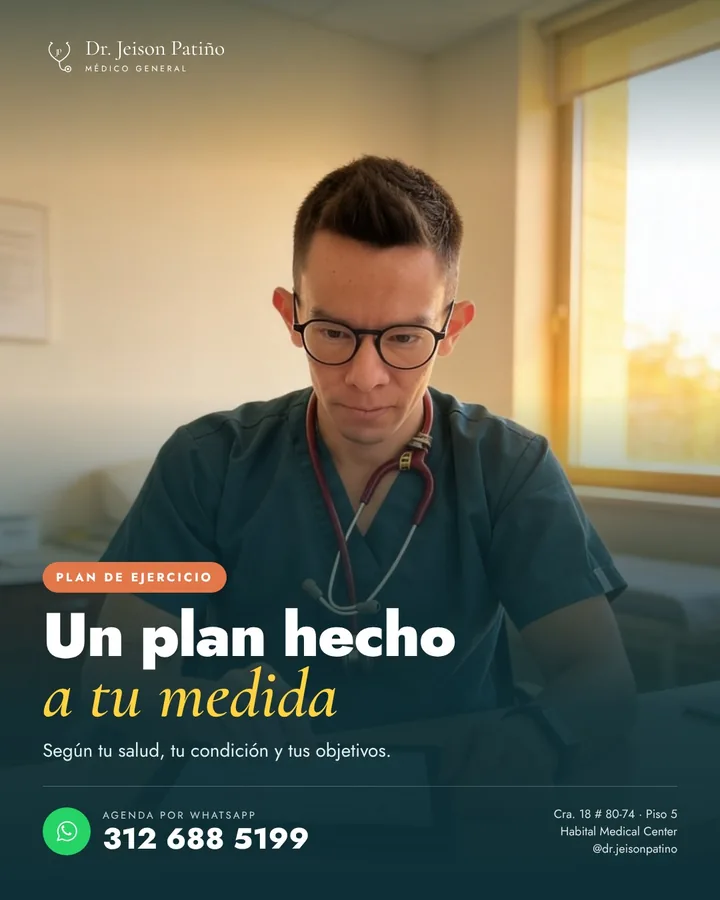 Dr. Jeison Patiño
MÉDICO GENERAL
PLAN DE EJERCICIO
Un plan hecho
a tu medida
Según tu salud, tu condición y tus objetivos.
AGENDA POR WHATSAPP
312 688 5199
Cra. 18 # 80-74 · Piso 5
Habital Medical Center
@dr.jeisonpatino